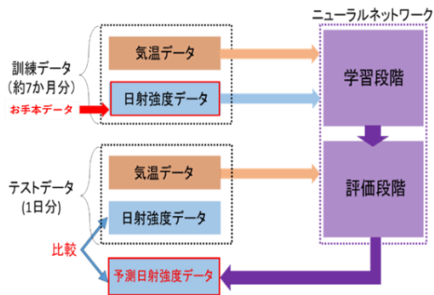 ニューラルネットワーク
訓練データ
(約7か月分)
お手本データ
気温データ
日射強度データ
学習段階
テストデータ
(1日分)
気温データ
日射強度データ
評価段階
比較
予測日射強度データ